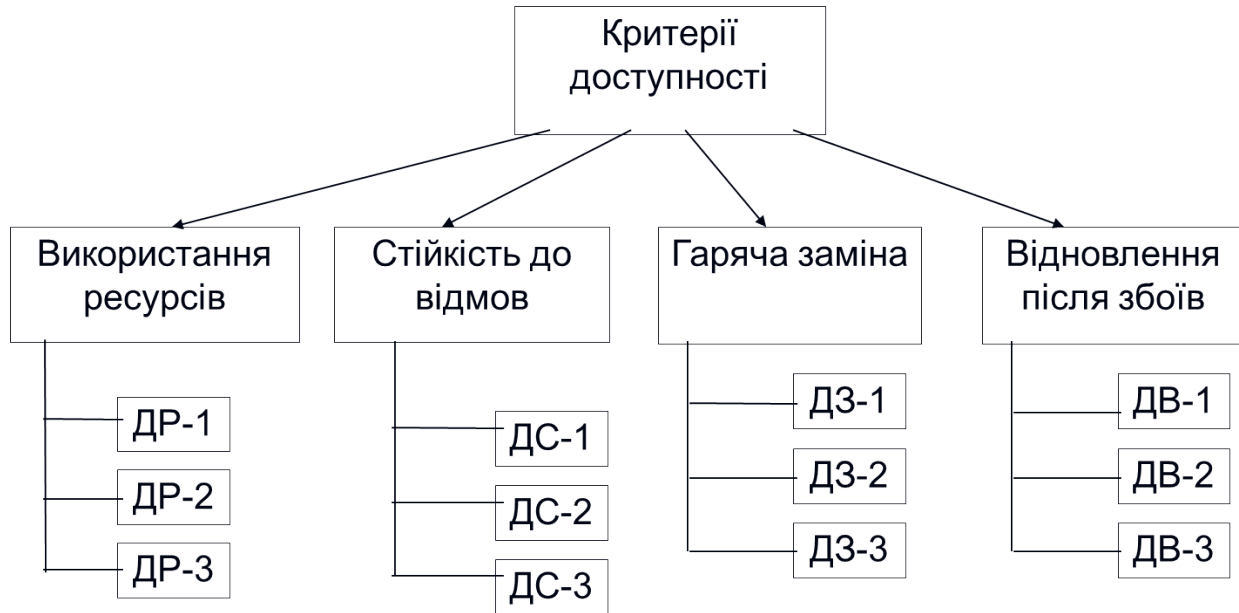 Критерії
доступності
Використання
ресурсів
Стійкість до
відмов
Гаряча заміна
Відновлення
після збоїв
ДР-1
ДР-2
ДР-3
ДС-1
ДС-2
ДС-3
ДЗ-1
ДЗ-2
ДЗ-3
ДВ-1
ДВ-2
ДВ-3